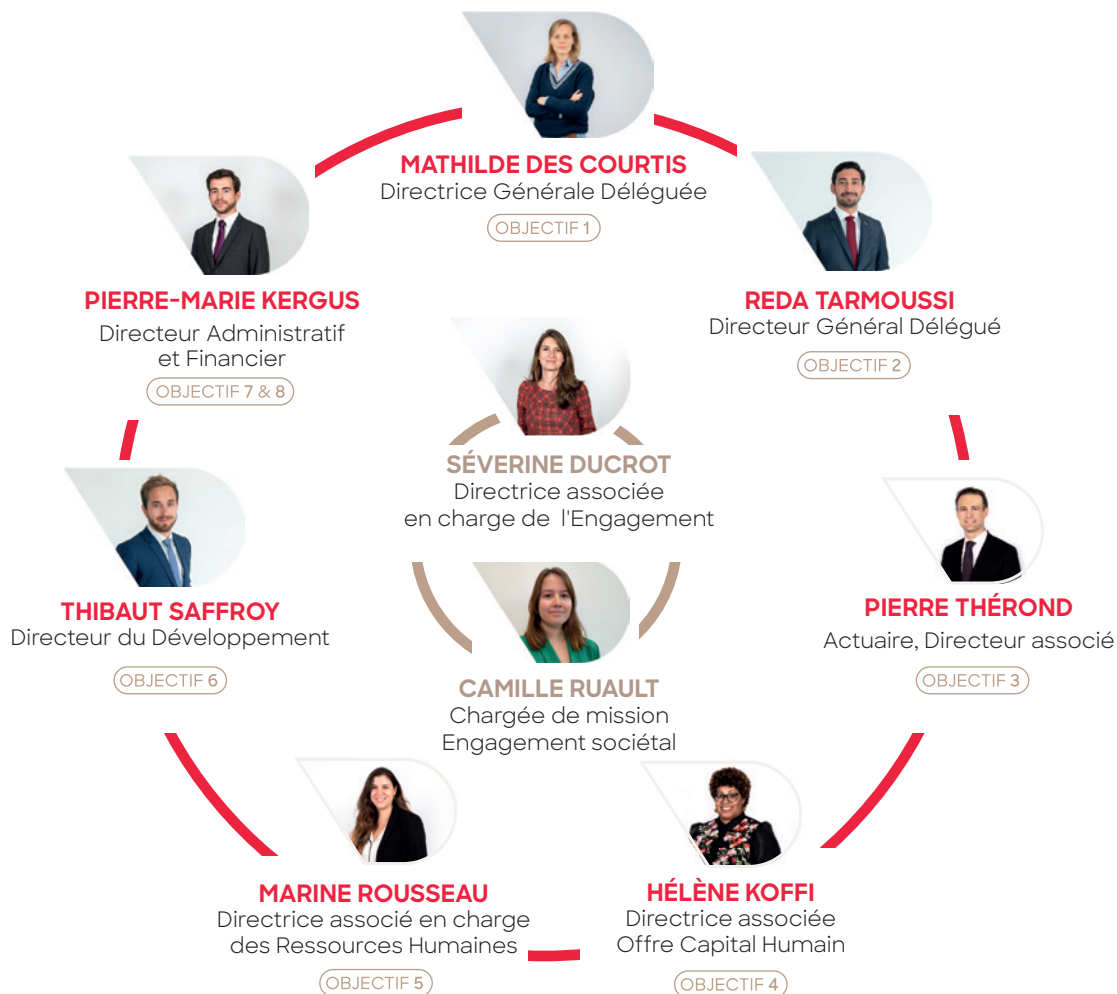 MATHILDE DES COURTIS
Directrice Générale Déléguée
OBJECTIF 1
PIERRE-MARIE KERGUS
Directeur Administratif
et Financier
OBJECTIF 7 & 8
REDA TARMOUSSI
Directeur Général Délégué
OBJECTIF 2
SÉVERINE DUCROT
Directrice associée
en charge de l'Engagement
THIBAUT SAFFROY
Directeur du Développement
OBJECTIF 6
PIERRE THÉROND
Actuaire, Directeur associé
OBJECTIF 3
CAMILLE RUAULT
Chargée de mission
Engagement sociétal
MARINE ROUSSEAU
Directrice associé en charge
des Ressources Humaines
OBJECTIF 5
HÉLÈNE KOFFI
Directrice associée
Offre Capital Humain
OBJECTIF 4